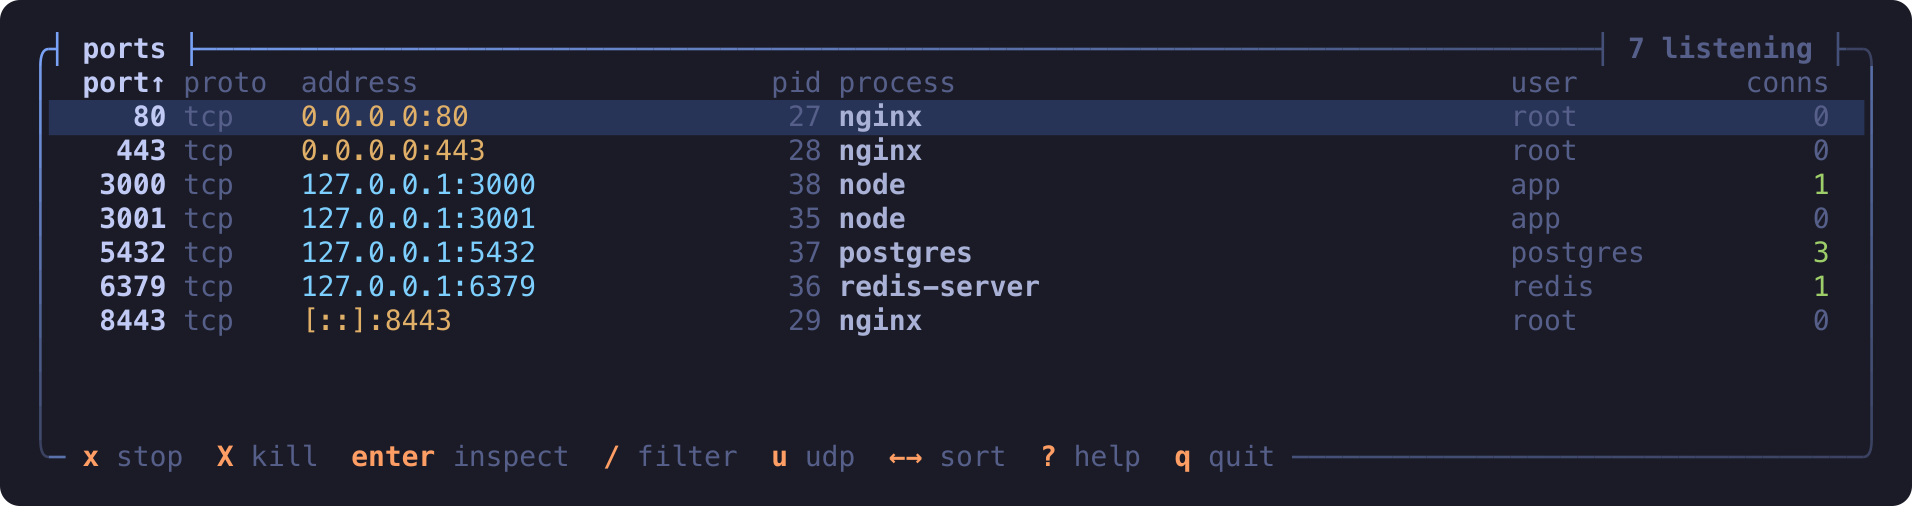 ports 7 listening
port↑ proto address pid process user conns
80 tcp 0.0.0.0:80 27 nginx root 0
443 tcp 0.0.0.0:443 28 nginx root 0
3000 tcp 127.0.0.1:3000 38 node app 1
3001 tcp 127.0.0.1:3001 35 node app 0
5432 tcp 127.0.0.1:5432 37 postgres postgres 3
6379 tcp 127.0.0.1:6379 36 redis-server redis 1
8443 tcp [::]:8443 29 nginx root 0
x stop X kill enter inspect / filter u udp ←→ sort ? help q quit